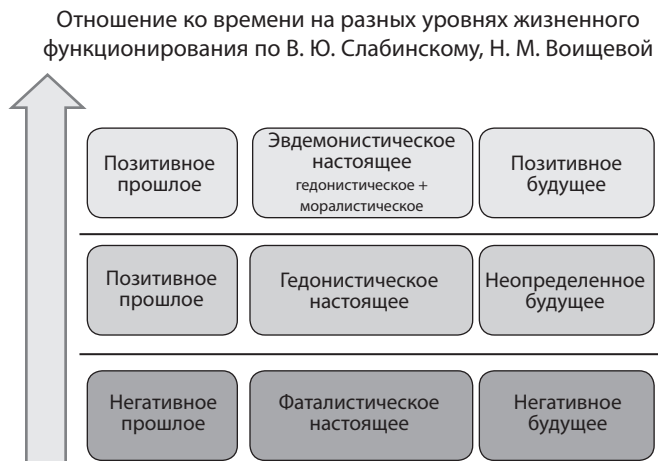 Отношение ко времени на разных уровнях жизненного
функционирования по В. Ю. Слабинскому, Н. М. Воищевой
Позитивное
прошлое
Эвдемонистическое
настоящее
гедонистическое +
моралистическое
Позитивное
будущее
Позитивное
прошлое
Гедонистическое
настоящее
Неопределенное
будущее
Негативное
прошлое
Фаталистическое
настоящее
Негативное
будущее